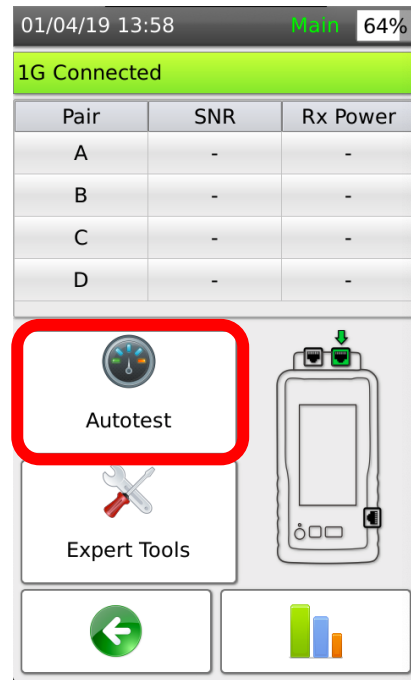 01/04/19 13:58 Main 64%
1G Connected
Pair SNR Rx Power
A - -
B - -
C - -
D - -
Autotest
Expert Tools